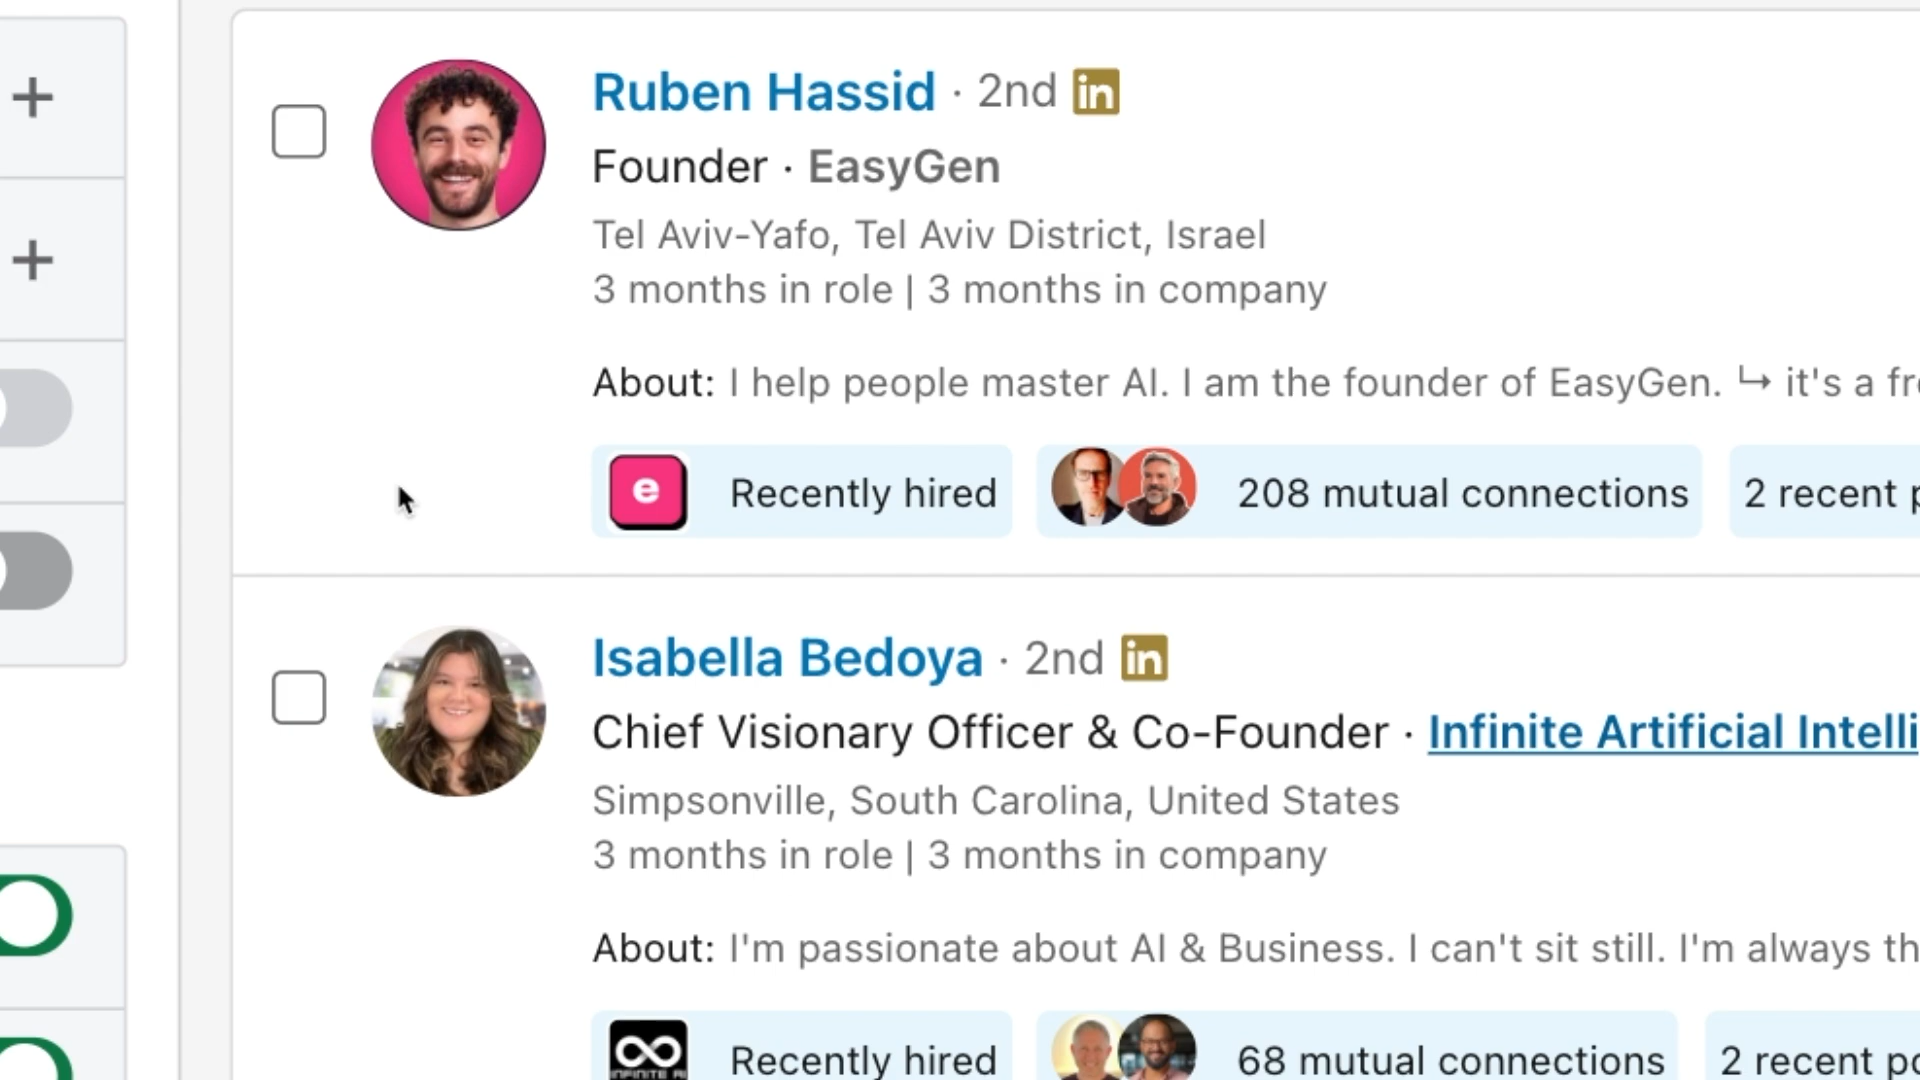 Ruben Hassid · 2nd in
Founder · EasyGen
Tel Aviv-Yafo, Tel Aviv District, Israel
3 months in role | 3 months in company
About: I help people master AI. I am the founder of EasyGen. ↳ it's a
e Recently hired
208 mutual connections
2 recent
Isabella Bedoya · 2nd in
Chief Visionary Officer & Co-Founder · Infinite Artificial
Simpsonville, South Carolina, United States
3 months in role | 3 months in company
About: I'm passionate about AI & Business. I can't sit still. I'm always
INFINITE AI Recently hired
68 mutual connections
2 recent